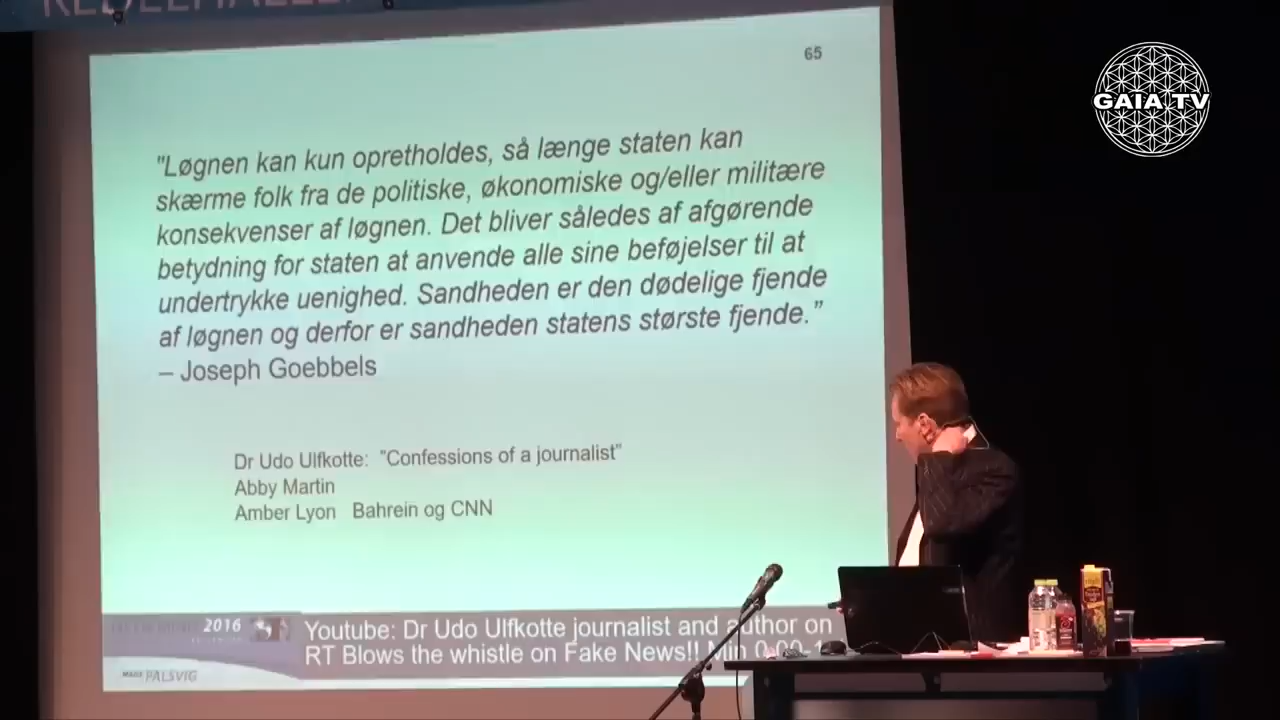 65
GAIA TV
"Løgnen kan kun opretholdes, så længe staten kan
skærme folk fra de politiske, økonomiske og/eller militære
konsekvenser af løgnen. Det bliver således af afgørende
betydning for staten at anvende alle sine beføjelser til at
undertrykke uenighed. Sandheden er den dødelige fjende
af løgnen og derfor er sandheden statens største fjende.”
– Joseph Goebbels
Dr Udo Ulfkotte: "Confessions of a journalist"
Abby Martin
Amber Lyon Bahrein og CNN
2016
Youtube: Dr Udo Ulfkotte journalist and author on
RT Blows the whistle on Fake News!! Min
PALSVIG